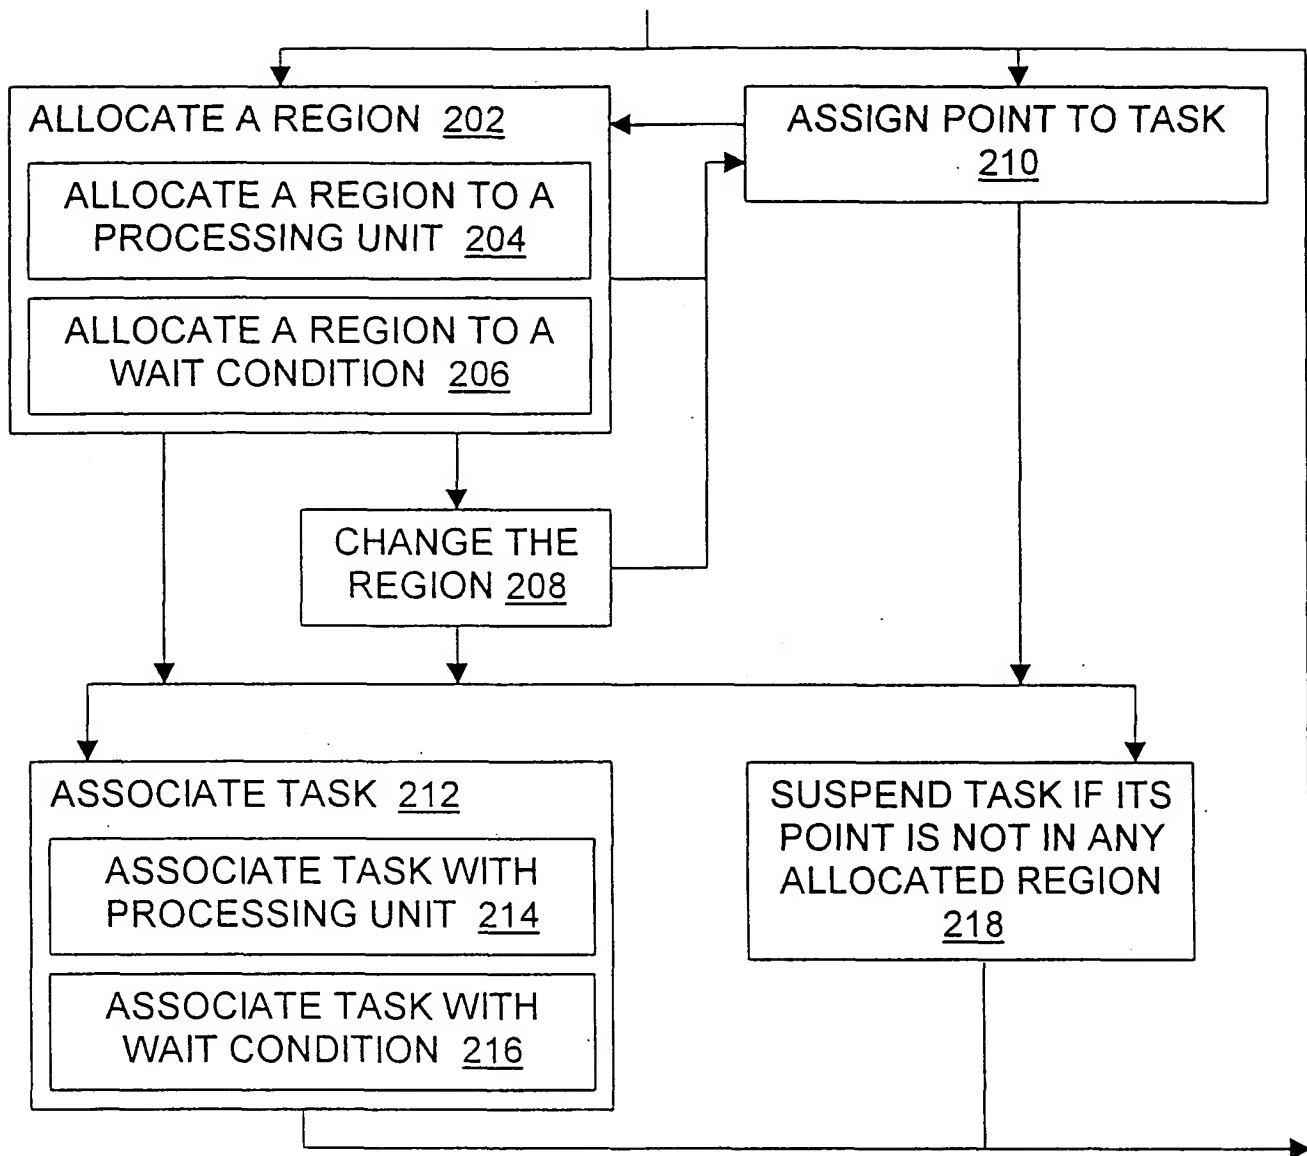 ALLOCATE A REGION 202
ALLOCATE A REGION TO A
PROCESSING UNIT 204
ALLOCATE A REGION TO A
WAIT CONDITION 206
ASSIGN POINT TO TASK
210
CHANGE THE
REGION 208
ASSOCIATE TASK 212
ASSOCIATE TASK WITH
PROCESSING UNIT 214
ASSOCIATE TASK WITH
WAIT CONDITION 216
SUSPEND TASK IF ITS
POINT IS NOT IN ANY
ALLOCATED REGION
218